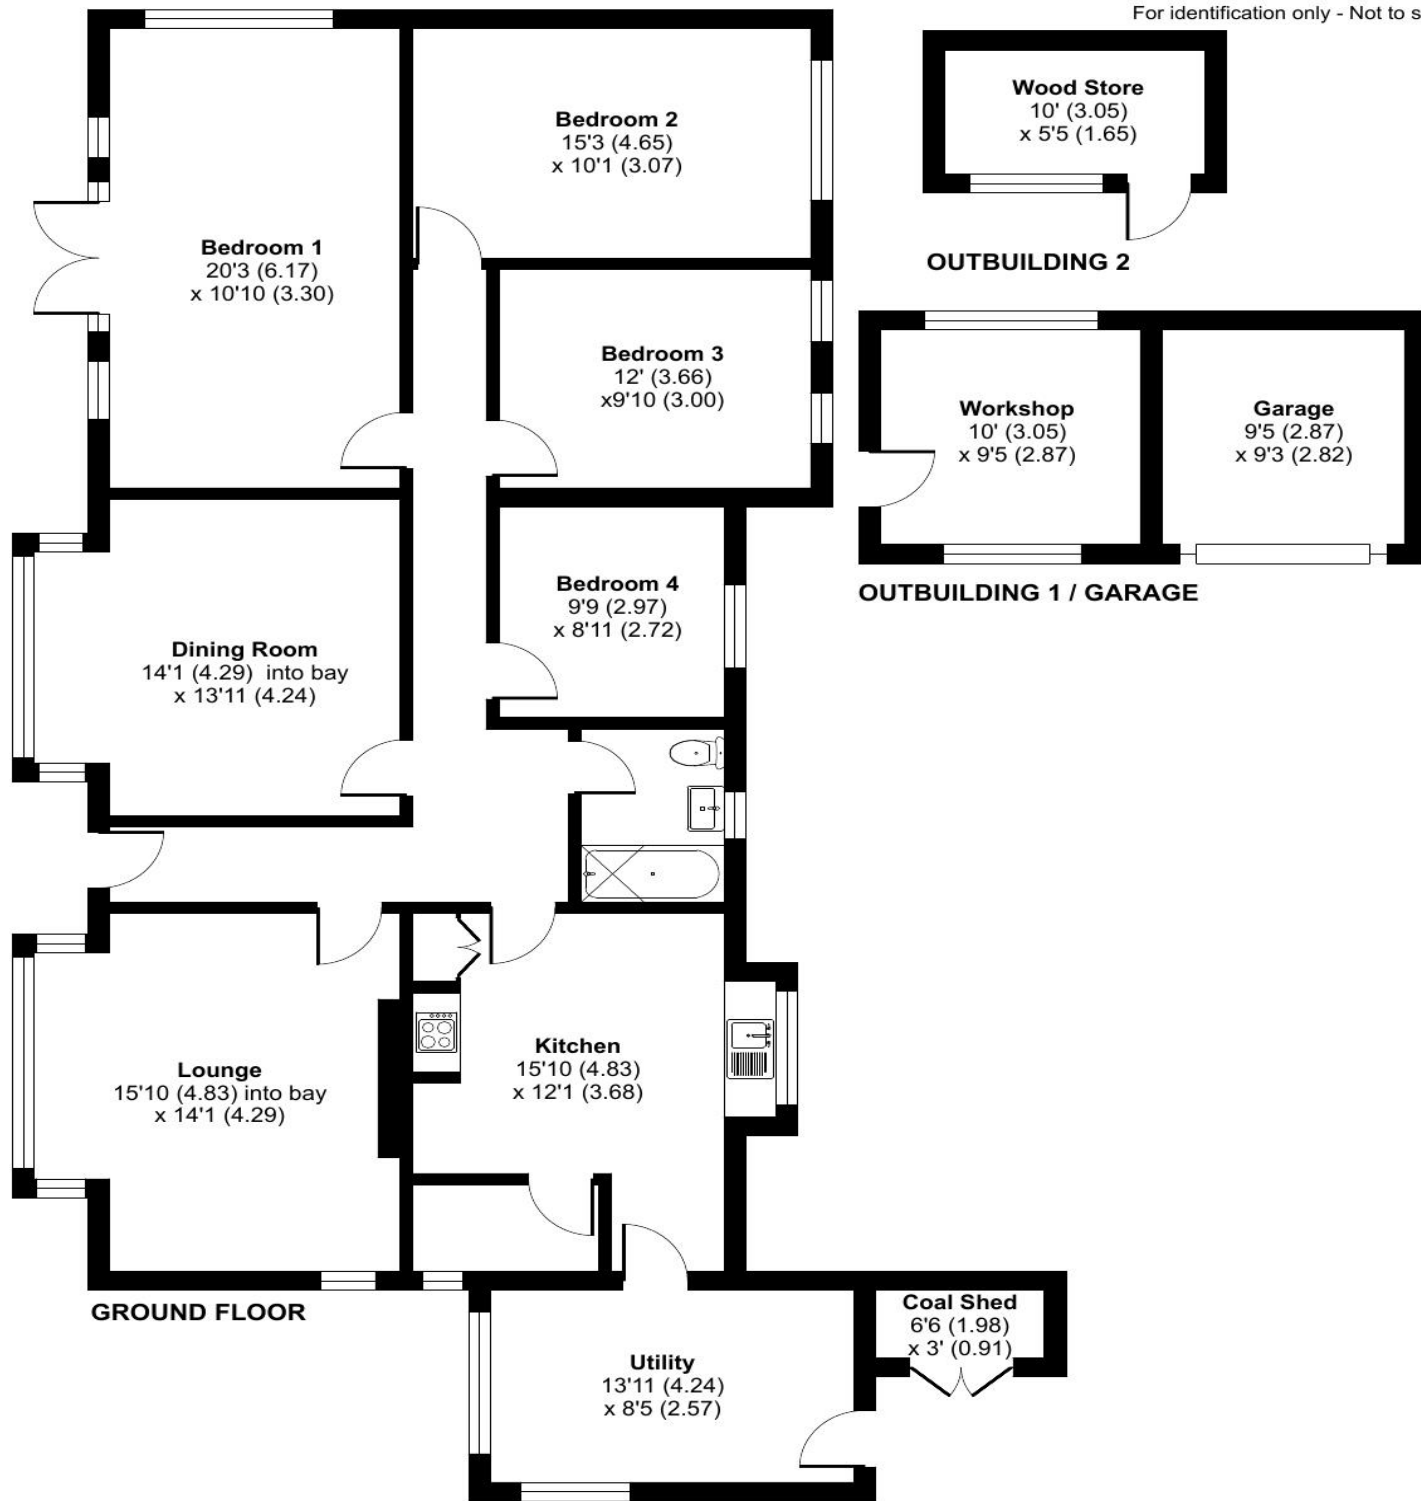 For identification only - Not to s
Wood Store
10' (3.05)
x 5'5 (1.65)
OUTBUILDING 2
Bedroom 2
15'3 (4.65)
x 10'1 (3.07)
Bedroom 1
20'3 (6.17)
x 10'10 (3.30)
Bedroom 3
12' (3.66)
x9'10 (3.00)
Workshop
10' (3.05)
x 9'5 (2.87)
Garage
9'5 (2.87)
x 9'3 (2.82)
OUTBUILDING 1 / GARAGE
Bedroom 4
9'9 (2.97)
x 8'11 (2.72)
Dining Room
14'1 (4.29) into bay
x 13'11 (4.24)
Kitchen
15'10 (4.83)
x 12'1 (3.68)
Lounge
15'10 (4.83) into bay
x 14'1 (4.29)
GROUND FLOOR
Coal Shed
6'6 (1.98)
x 3' (0.91)
Utility
13'11 (4.24)
x 8'5 (2.57)